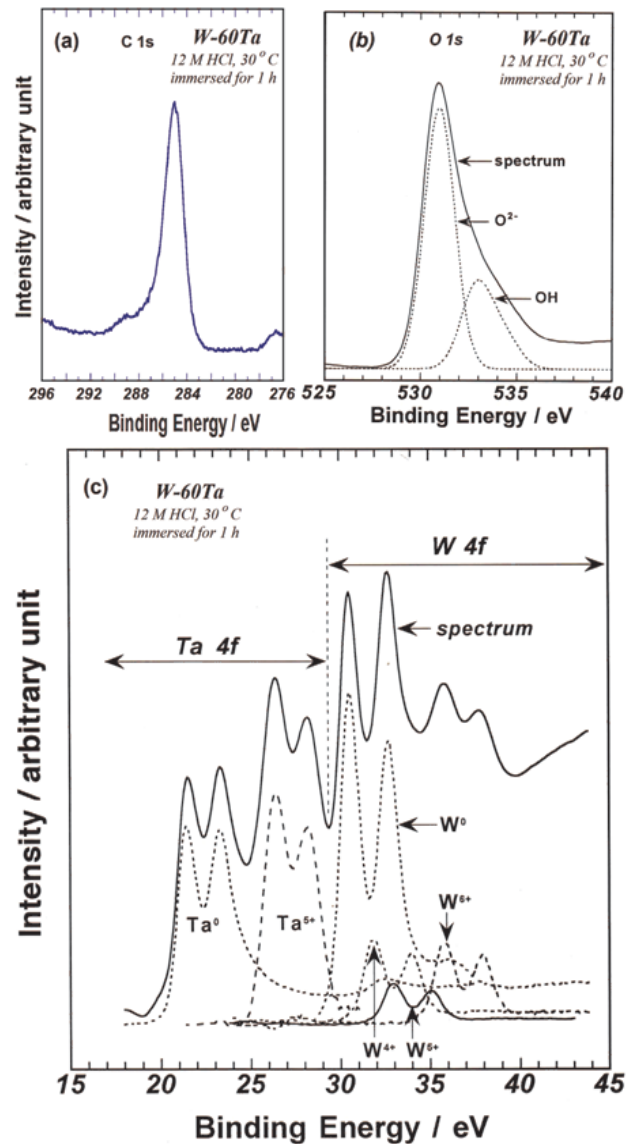 (a) C 1s W-60Ta
12 M HCl, 30°C
immersed for 1 h
Intensity / arbitrary unit
296 292 288 284 280 276
Binding Energy / eV
(b) O 1s W-60Ta
12 M HCl, 30°C
immersed for 1 h
spectrum
O²⁻
OH
Intensity / arbitrary unit
525 530 535 540
Binding Energy / eV
(c) W-60Ta
12 M HCl, 30°C
immersed for 1 h
W 4f
Ta 4f
spectrum
W⁰
Ta⁰
Ta⁵⁺
W⁶⁺
W⁴⁺
W⁵⁺
Intensity / arbitrary unit
15 20 25 30 35 40 45
Binding Energy / eV